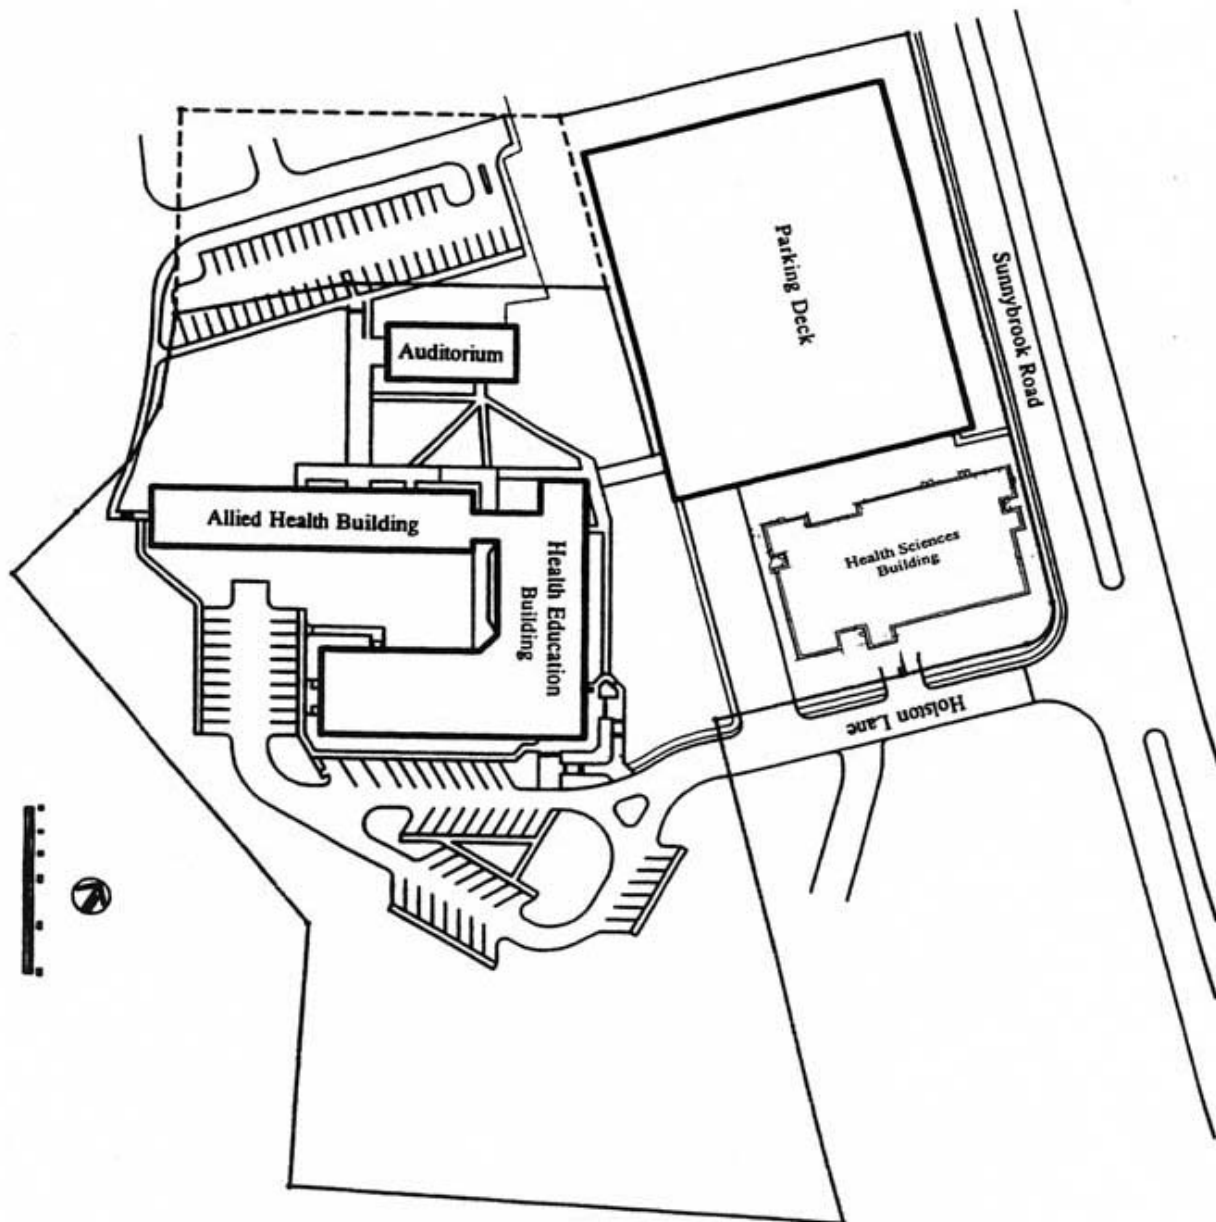 Parking Deck
Sunnybrook Road
Auditorium
Allied Health Building
Health Education
Building
Health Sciences
Building
Holston Lane